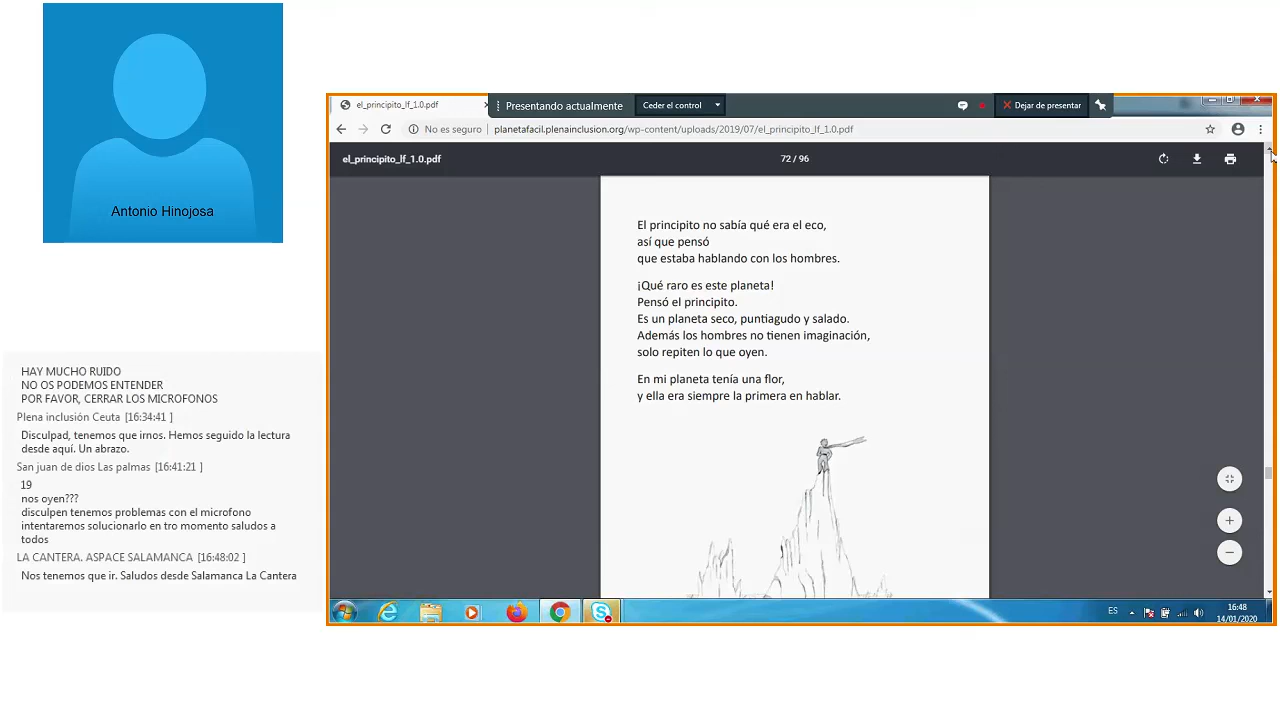 Antonio Hinojosa
HAY MUCHO RUIDO
NO OS PODEMOS ENTENDER
POR FAVOR, CERRAR LOS MICROFONOS
Plena inclusión Ceuta [16:34:41 ]
Disculpad, tenemos que irnos. Hemos seguido la lectura
desde aquí. Un abrazo.
San juan de dios Las palmas [16:41:21 ]
19
nos oyen???
disculpen tenemos problemas con el microfono
intentaremos solucionarlo en tro momento saludos a
todos
LA CANTERA. ASPACE SALAMANCA [16:48:02 ]
Nos tenemos que ir. Saludos desde Salamanca La Cantera
el_principito_lf_1.0.pdf
Presentando actualmente
Ceder el control
Dejar de presentar
No es seguro
planetafacil.plenainclusion.org/wp-content/uploads/2019/07/el_principito_lf_1.0.pdf
el_principito_lf_1.0.pdf
72 / 96
El principito no sabía qué era el eco,
así que pensó
que estaba hablando con los hombres.
¡Qué raro es este planeta!
Pensó el principito.
Es un planeta seco, puntiagudo y salado.
Además los hombres no tienen imaginación,
solo repiten lo que oyen.
En mi planeta tenía una flor,
y ella era siempre la primera en hablar.
ES
16:48
14/01/2020